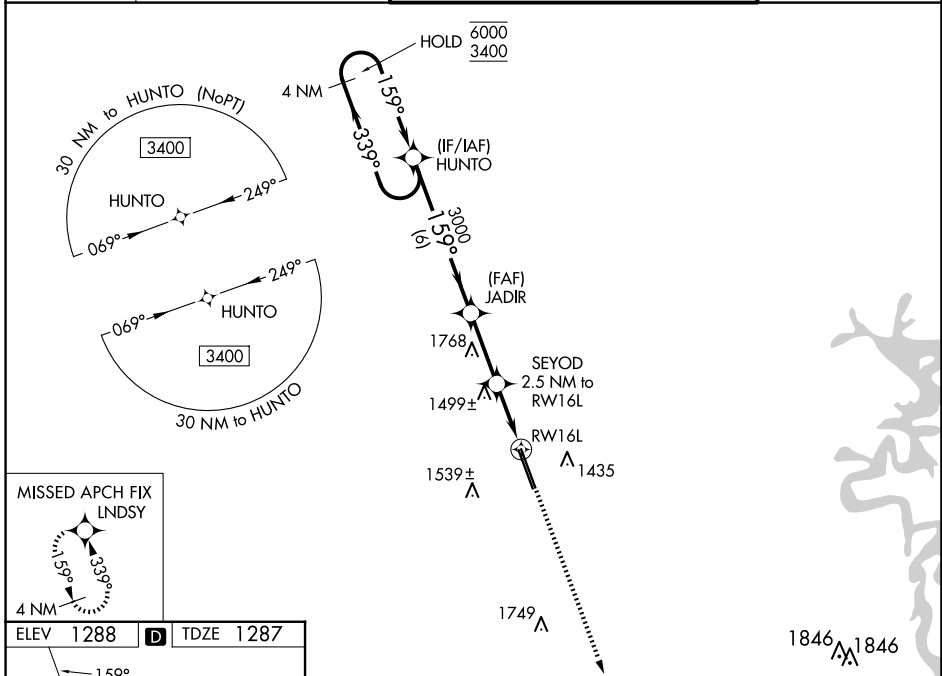 HOLD 6000
3400
4 NM
159°
339°
(IF/IAF)
HUNTO
30 NM to HUNTO (NoPT)
3400
HUNTO
249°
069°
3000
159°
(6)
249°
HUNTO
069°
3400
30 NM to HUNTO
(FAF)
JADIR
1768
SEYOD
2.5 NM to
RW16L
1499±
RW16L
1435
1539±
MISSED APCH FIX
LNDSY
159°
339°
4 NM
1749
1846
1846
ELEV 1288 D TDZE 1287
159°